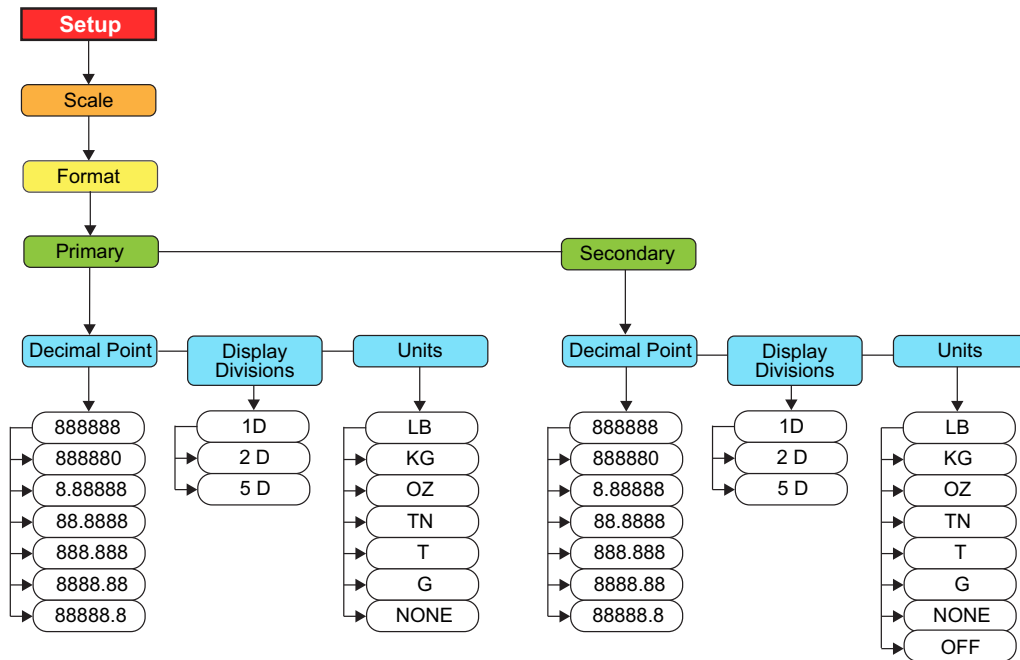 Setup
Scale
Format
Primary
Secondary
Decimal Point
Display
Divisions
Units
Decimal Point
Display
Divisions
Units
888888
888880
8.88888
88.8888
888.888
8888.88
88888.8
1D
2 D
5 D
LB
KG
OZ
TN
T
G
NONE
888888
888880
8.88888
88.8888
888.888
8888.88
88888.8
1D
2 D
5 D
LB
KG
OZ
TN
T
G
NONE
OFF